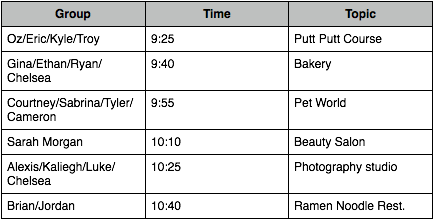 Group Time Topic
Oz/Eric/Kyle/Troy 9:25 Putt Putt Course
Gina/Ethan/Ryan/ 9:40 Bakery
Chelsea
Courtney/Sabrina/Tyler/ 9:55 Pet World
Cameron
Sarah Morgan 10:10 Beauty Salon
Alexis/Kaliegh/Luke/ 10:25 Photography studio
Chelsea
Brian/Jordan 10:40 Ramen Noodle Rest.